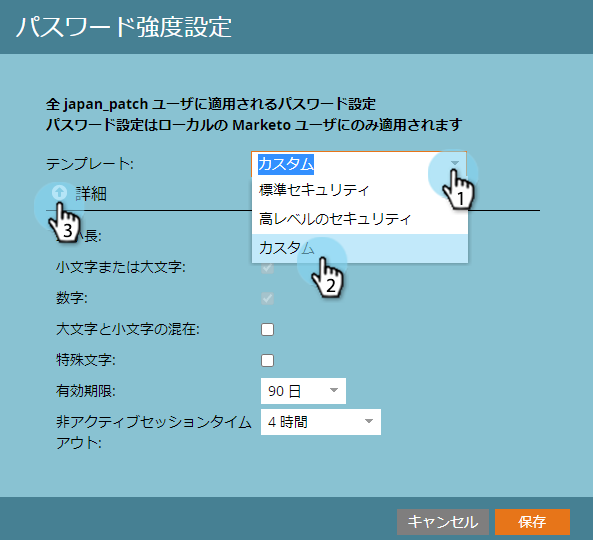 パスワード強度設定
全 japan_patch ユーザに適用されるパスワード設定
パスワード設定はローカルの Marketo ユーザにのみ適用されます
テンプレート:
カスタム
標準セキュリティ
高レベルのセキュリティ
カスタム
1
2
3
詳細
長:
小文字または大文字:
数字:
大文字と小文字の混在:
特殊文字:
有効期限:
90 日
非アクティブセッションタイム
アウト:
4 時間
キャンセル
保存